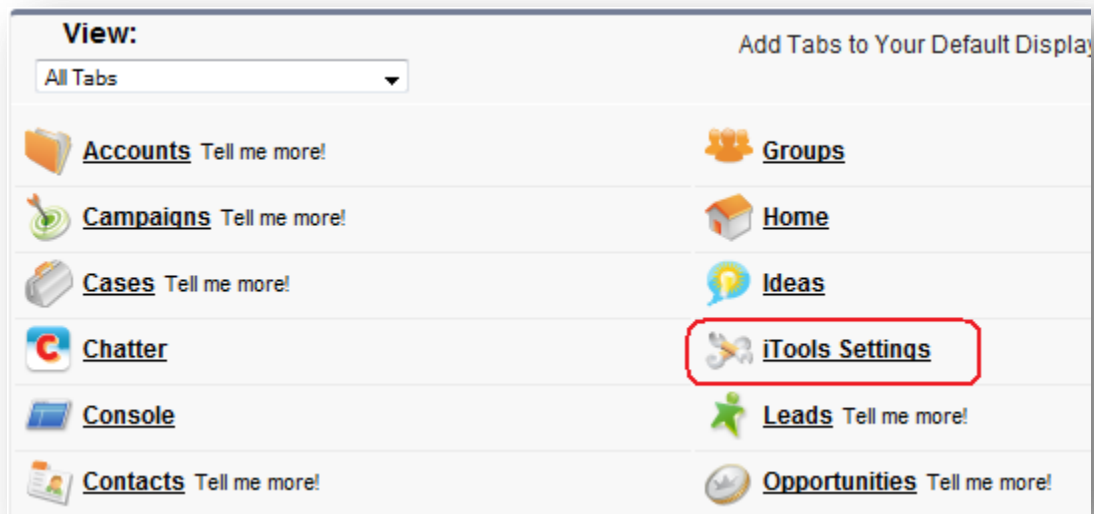 View:
Add Tabs to Your Default Display
All Tabs
Accounts Tell me more!
Groups
Campaigns Tell me more!
Home
Cases Tell me more!
Ideas
Chatter
iTools Settings
Console
Leads Tell me more!
Contacts Tell me more!
Opportunities Tell me more!